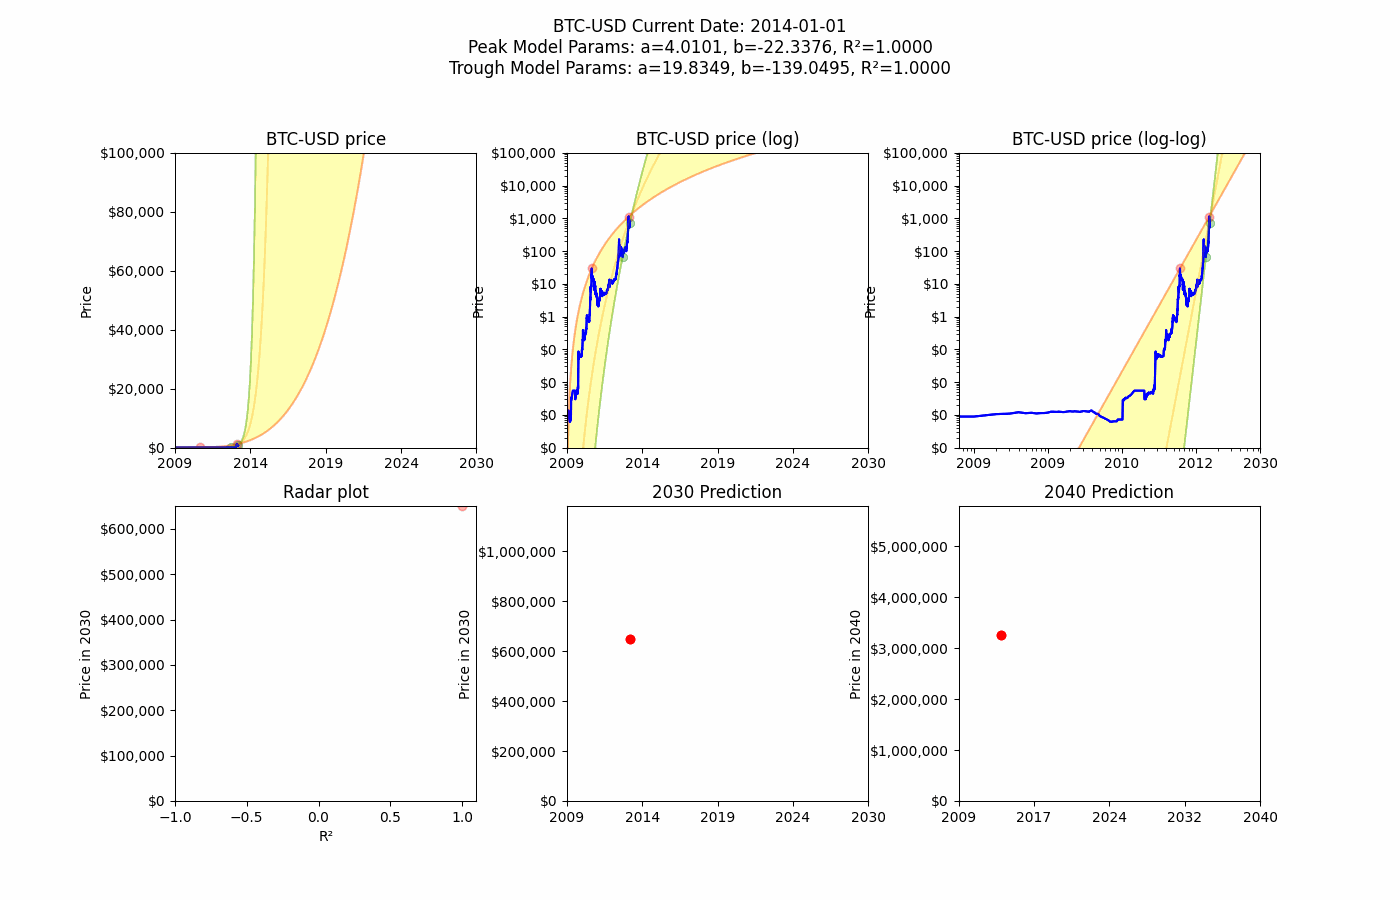 BTC-USD Current Date: 2014-01-01
Peak Model Params: a=4.0101, b=-22.3376, R²=1.0000
Trough Model Params: a=19.8349, b=-139.0495, R²=1.0000
BTC-USD price
$100,000
$80,000
$60,000
$40,000
$20,000
$0
Price
2009 2014 2019 2024 2030
BTC-USD price (log)
$100,000
$10,000
$1,000
$100
$10
$1
$0
$0
$0
$0
Price
2009 2014 2019 2024 2030
BTC-USD price (log-log)
$100,000
$10,000
$1,000
$100
$10
$1
$0
$0
$0
$0
Price
2009 2009 2010 2012 2030
Radar plot
$600,000
$500,000
$400,000
$300,000
$200,000
$100,000
$0
Price in 2030
−1.0 −0.5 0.0 0.5 1.0
R²
2030 Prediction
$1,000,000
$800,000
$600,000
$400,000
$200,000
$0
Price in 2030
2009 2014 2019 2024 2030
2040 Prediction
$5,000,000
$4,000,000
$3,000,000
$2,000,000
$1,000,000
$0
Price in 2040
2009 2017 2024 2032 2040